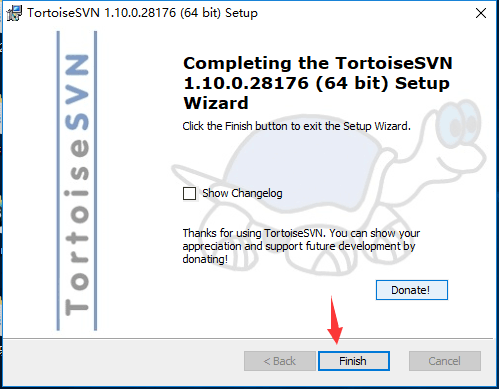 TortoiseSVN 1.10.0.28176 (64 bit) Setup
TortoiseSVN
Completing the TortoiseSVN
1.10.0.28176 (64 bit) Setup
Wizard
Click the Finish button to exit the Setup Wizard.
Show Changelog
Thanks for using TortoiseSVN. You can show your
appreciation and support future development by
donating!
Donate!
< Back
Finish
Cancel